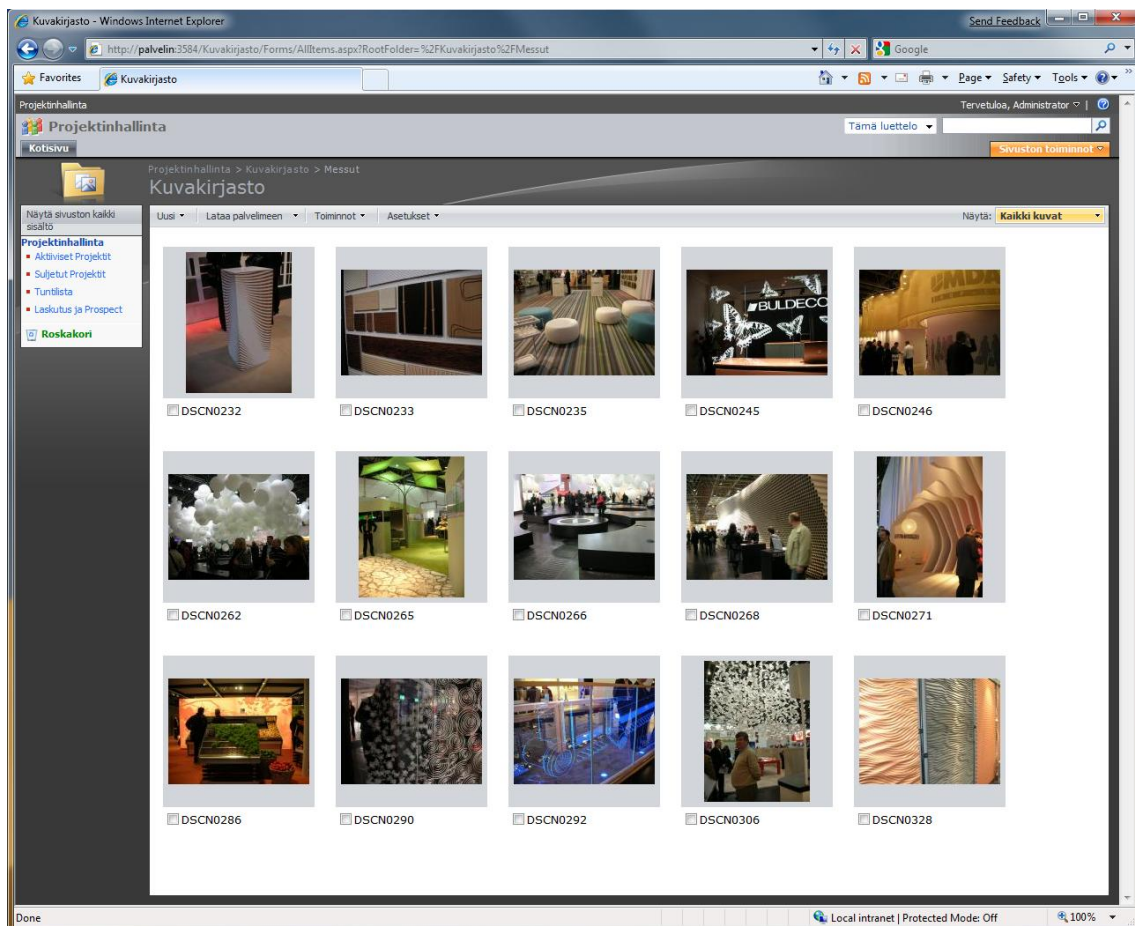 Kuvakirjasto - Windows Internet Explorer
Send Feedback
http://palvelin:3584/Kuvakirjasto/Forms/AllItems.aspx?RootFolder=%2FKuvakirjasto%2FMessut
Google
Favorites
Kuvakirjasto
Page
Safety
Tools
Projektinhallinta
Tervetuloa, Administrator
Projektinhallinta
Tämä luettelo
Kotisivu
Sivuston toiminnot
Projektinhallinta > Kuvakirjasto > Messut
Kuvakirjasto
Näytä sivuston kaikki
sisältö
Uusi
Lataa palvelimeen
Toiminnot
Asetukset
Näytä: Kaikki kuvat
Projektinhallinta
Aktiiviset Projektit
Suljetut Projektit
Tuntilista
Laskutus ja Prospect
Roskakori
BULDECO
DSCN0232
DSCN0233
DSCN0235
DSCN0245
DSCN0246
DSCN0262
DSCN0265
DSCN0266
DSCN0268
DSCN0271
DSCN0286
DSCN0290
DSCN0292
DSCN0306
DSCN0328
Done
Local intranet | Protected Mode: Off
100%